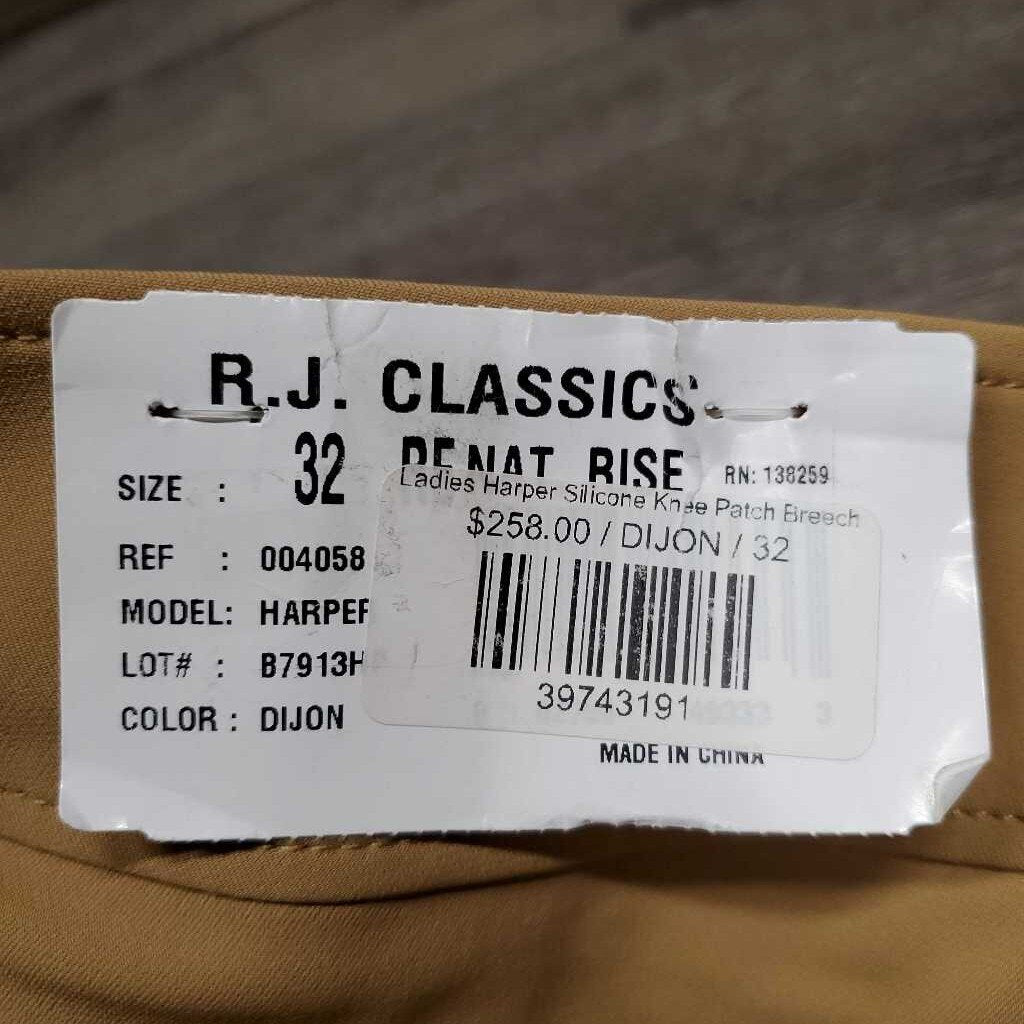 R.J. CLASSICS
SIZE : 32 RISE RN: 138259
Ladies Harper Silicone Knee Patch Breech
$258.00 / DIJON / 32
REF : 004058
MODEL: HARPER
LOT# : B7913H
COLOR : DIJON
39743191
MADE IN CHINA